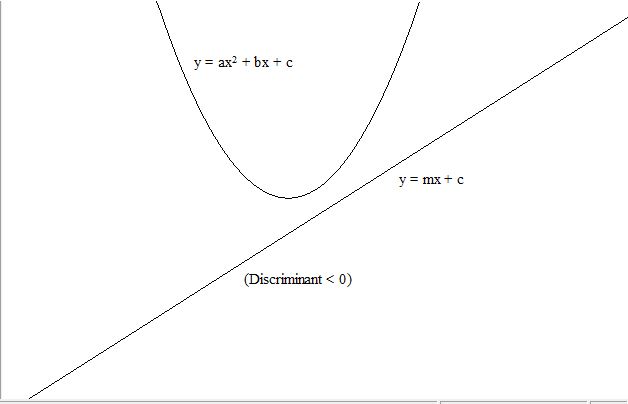 y = ax² + bx + c
y = mx + c
(Discriminant < 0)